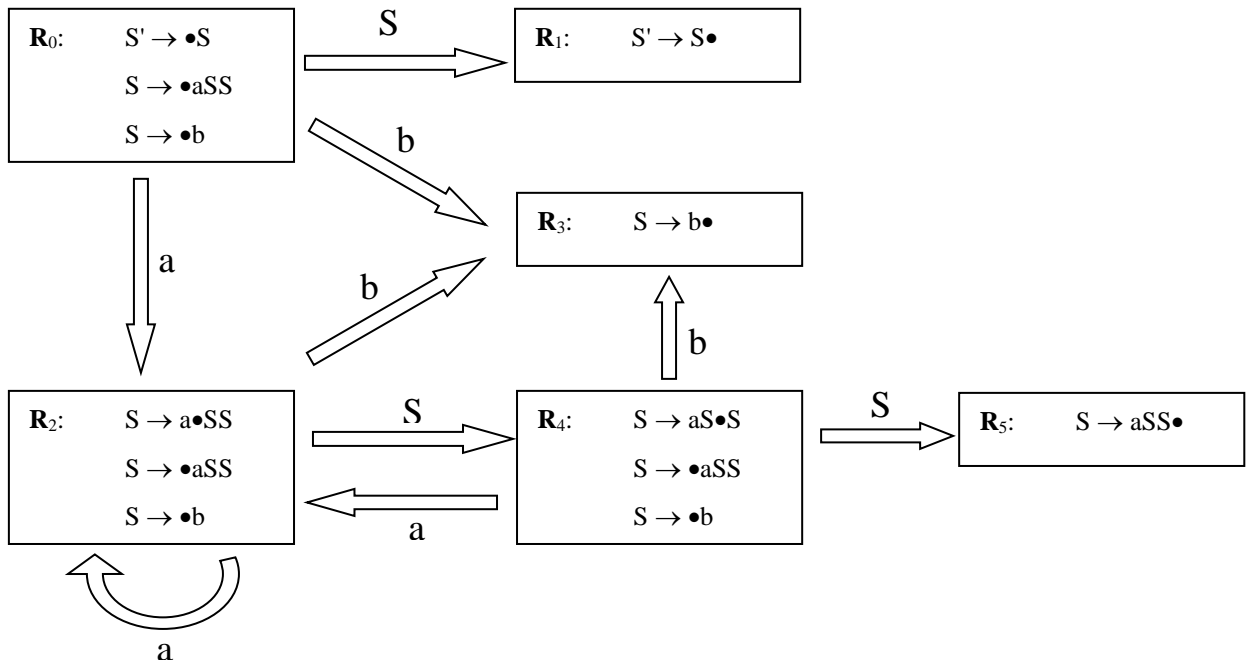 S
R₀: S' → •S
S → •aSS
S → •b
R₁: S' → S•
b
a
R₃: S → b•
b
b
R₂: S → a•SS
S → •aSS
S → •b
S
a
R₄: S → aS•S
S → •aSS
S → •b
S
R₅: S → aSS•
a